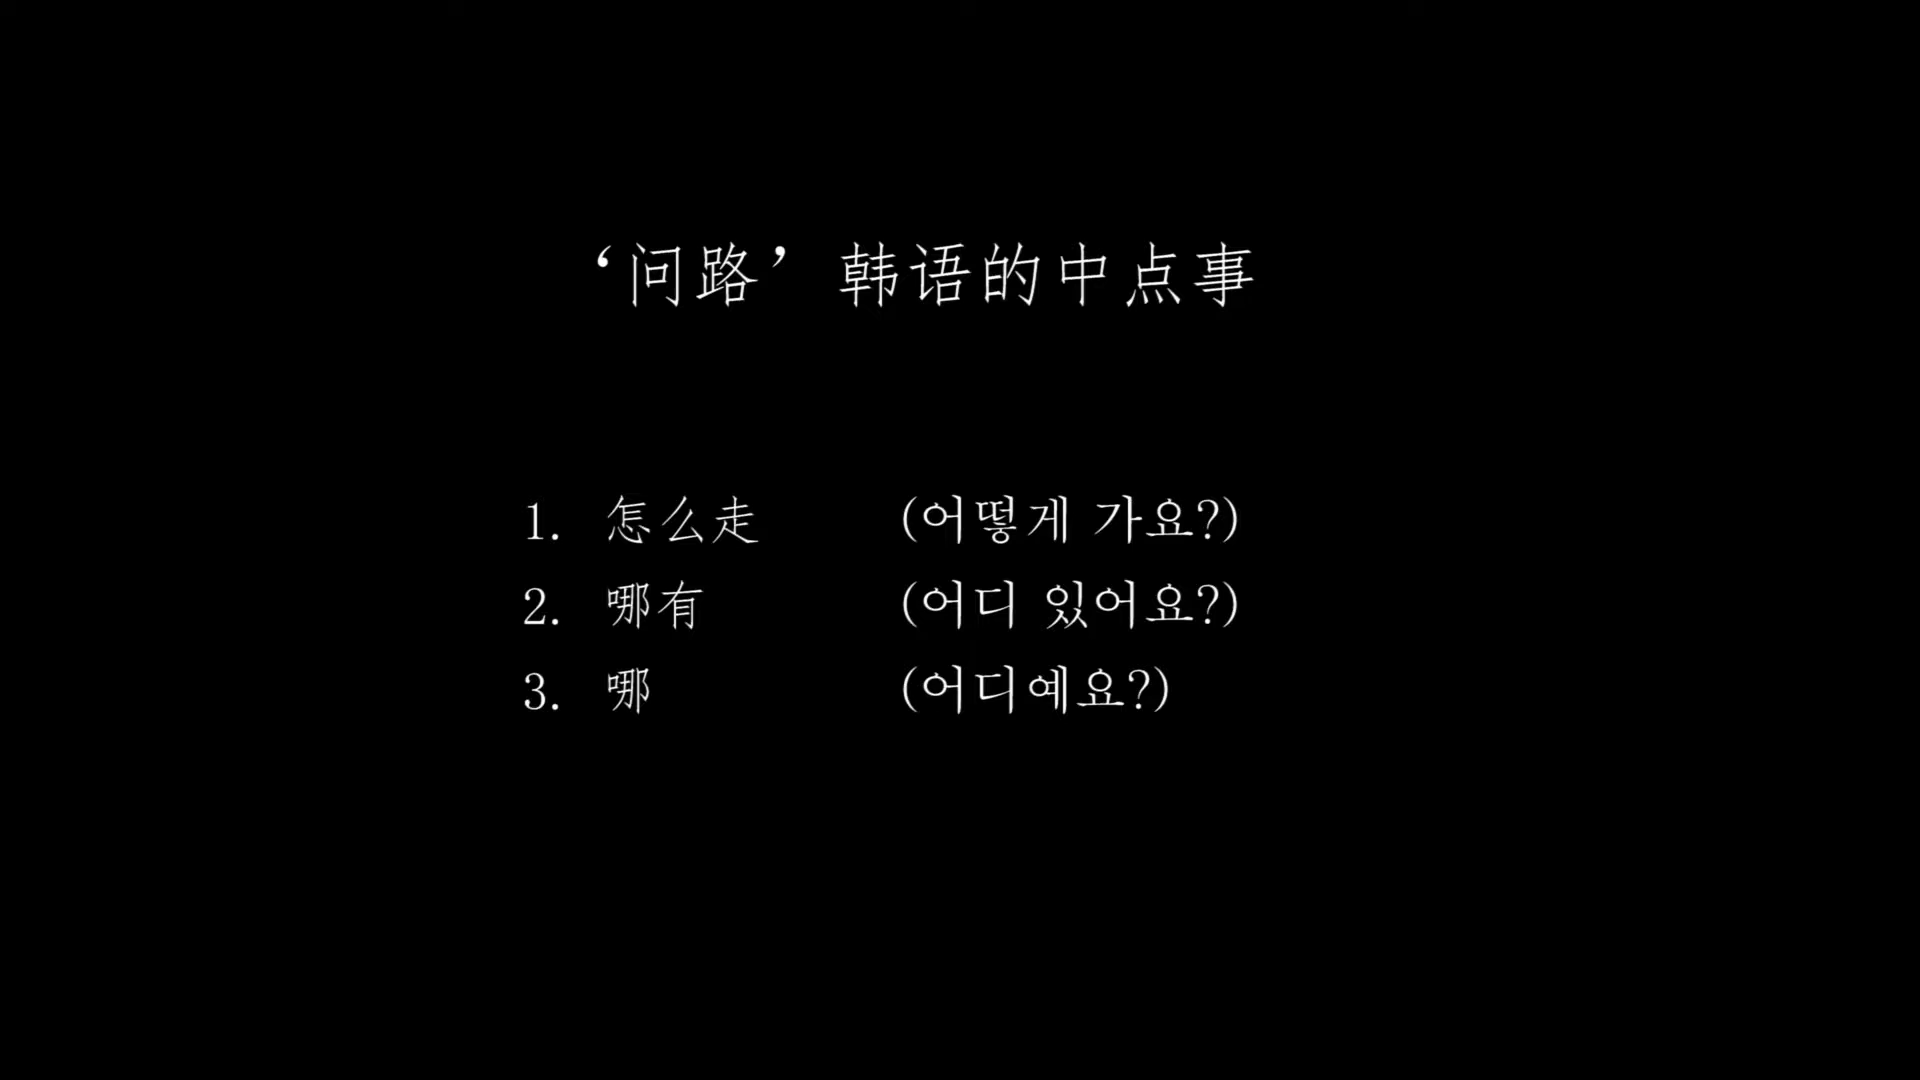 ‘问路’韩语的中点事
1. 怎么走 (어떻게 가요?)
2. 哪有 (어디 있어요?)
3. 哪 (어디예요?)